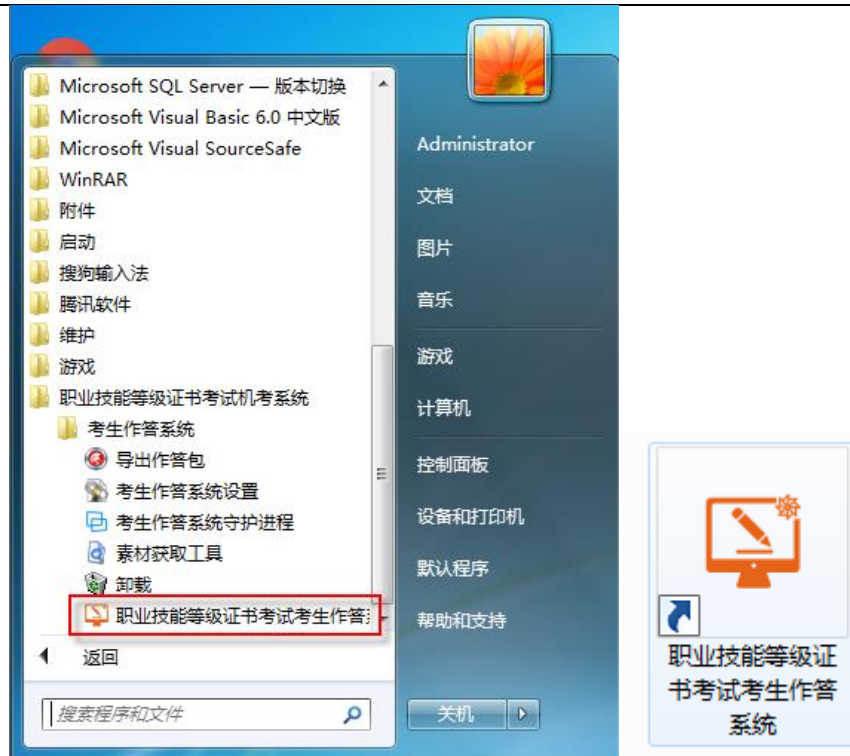 Microsoft SQL Server — 版本切换
Microsoft Visual Basic 6.0 中文版
Microsoft Visual SourceSafe
WinRAR
附件
启动
搜狗输入法
腾讯软件
维护
游戏
职业技能等级证书考试机考系统
考生作答系统
导出作答包
考生作答系统设置
考生作答系统守护进程
素材获取工具
卸载
职业技能等级证书考试考生作答
返回
搜索程序和文件
Administrator
文档
图片
音乐
游戏
计算机
控制面板
设备和打印机
默认程序
帮助和支持
关机
职业技能等级证
书考试考生作答
系统